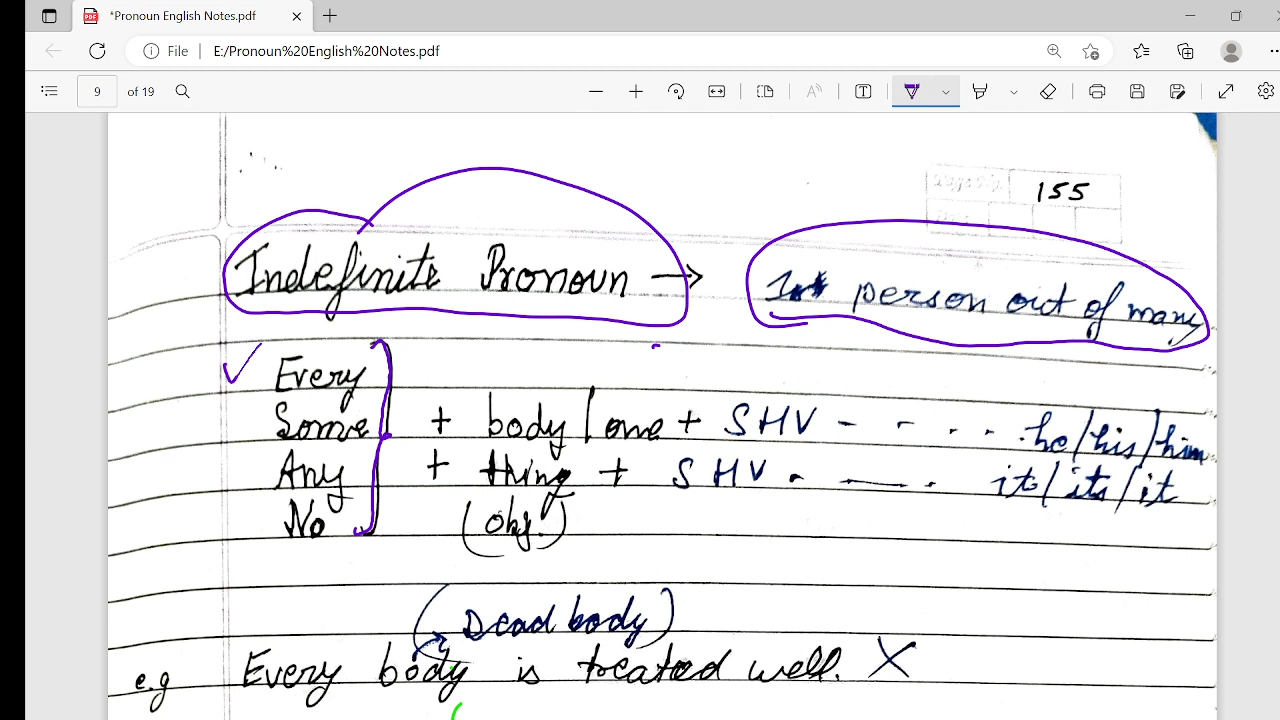 *Pronoun English Notes.pdf
File E:/Pronoun%20English%20Notes.pdf
9 of 19
155
Indefinite Pronoun → person out of many
Every
Some + body/one + SHV - - . . . . he/his/him
Any + thing + SHV . — . it/its/it
No (obj.)
(Dead body)
e.g Every body is treated well. X